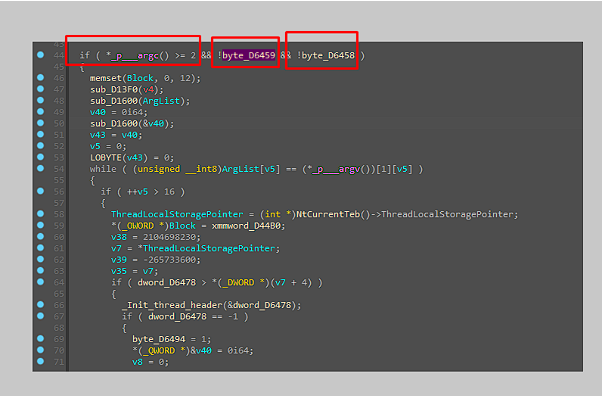 43
44 if ( *_p___argc() >= 2 && !byte_D6459 && !byte_D6458 )
45 {
46 memset(Block, 0, 12);
47 sub_D13F0(v4);
48 sub_D1600(ArgList);
49 v40 = 0i64;
50 sub_D1600(&v40);
51 v43 = v40;
52 v5 = 0;
53 LOBYTE(v43) = 0;
54 while ( (unsigned __int8)ArgList[v5] == (*_p___argv())[1][v5] )
55 {
56 if ( ++v5 > 16 )
57 {
58 ThreadLocalStoragePointer = (int *)NtCurrentTeb()->ThreadLocalStoragePointer;
59 *(_OWORD *)Block = xmmword_D44B0;
60 v38 = 2104698230;
61 v7 = *ThreadLocalStoragePointer;
62 v39 = -265733600;
63 v35 = v7;
64 if ( dword_D6478 > *(_DWORD *)(v7 + 4) )
65 {
66 _Init_thread_header(&dword_D6478);
67 if ( dword_D6478 == -1 )
68 {
69 byte_D6494 = 1;
70 *(_QWORD *)&v40 = 0i64;
71 v8 = 0;